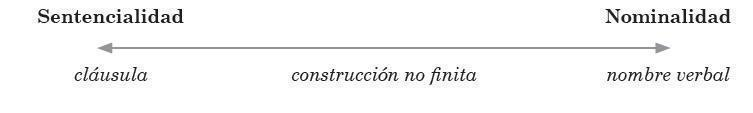 Sentencialidad Nominalidad
cláusula construcción no finita nombre verbal